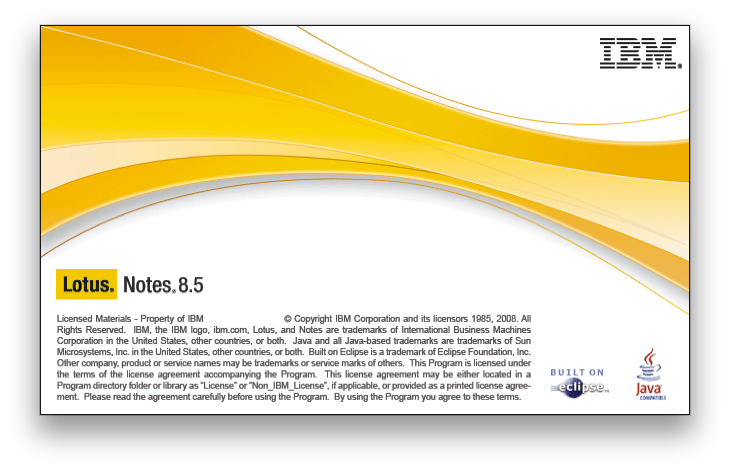 IBM.
Lotus. Notes. 8.5
Licensed Materials - Property of IBM © Copyright IBM Corporation and its licensors 1985, 2008. All
Rights Reserved. IBM, the IBM logo, ibm.com, Lotus, and Notes are trademarks of International Business Machines
Corporation in the United States, other countries, or both. Java and all Java-based trademarks are trademarks of Sun
Microsystems, Inc. in the United States, other countries, or both. Built on Eclipse is a trademark of Eclipse Foundation, Inc.
Other company, product or service names may be trademarks or service marks of others. This Program is licensed under
the terms of the license agreement accompanying the Program. This license agreement may be either located in a
Program directory folder or library as “License” or “Non_IBM_License”, if applicable, or provided as a printed license agree-
ment. Please read the agreement carefully before using the Program. By using the Program you agree to these terms.
BUILT ON
eclipse™
Java
COMPATIBLE